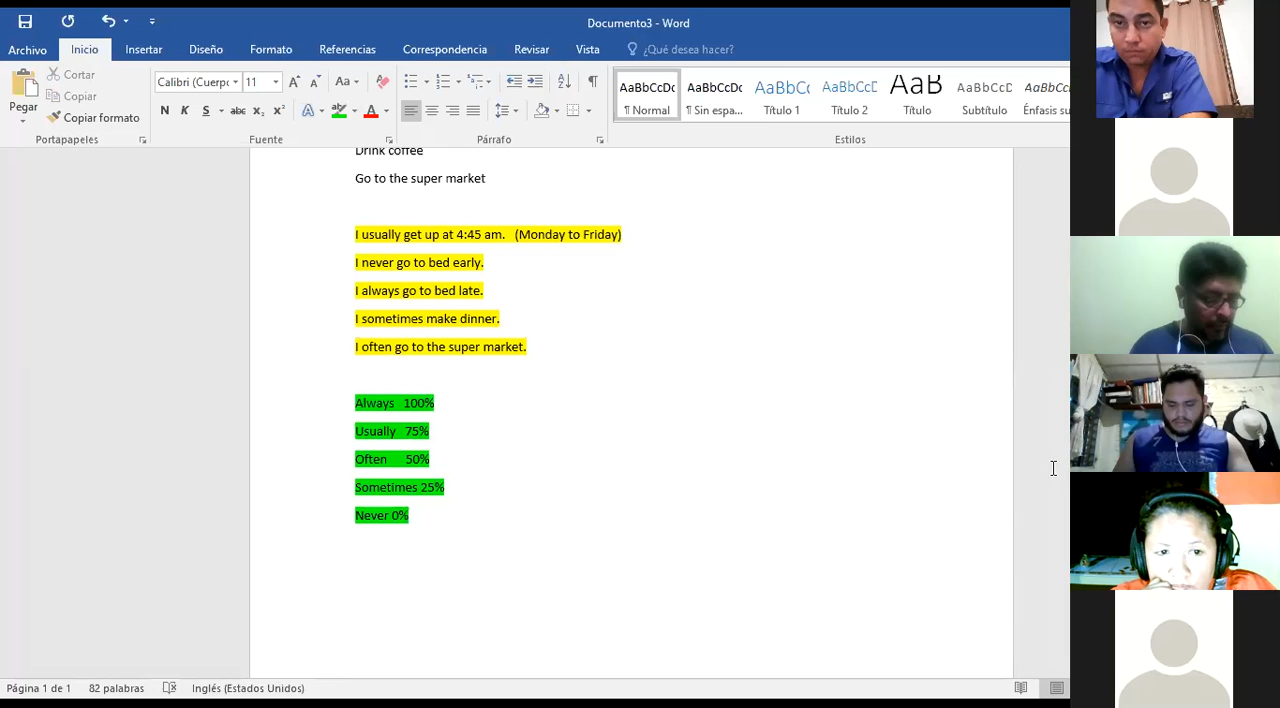 Documento3 - Word
Archivo Inicio Insertar Diseño Formato Referencias Correspondencia Revisar Vista ¿Qué desea hacer?
Pegar
Cortar
Copiar
Copiar formato
Portapapeles
Calibri (Cuerpo 11
N K S abc x₂ x²
Fuente
Párrafo
AaBbCcDc AaBbCcDc AaBbCc AaBbCcD AaB AaBbCcD AaBbCcD
¶ Normal ¶ Sin espa... Título 1 Título 2 Título Subtítulo Énfasis su
Estilos
Drink coffee
Go to the super market
I usually get up at 4:45 am. (Monday to Friday)
I never go to bed early.
I always go to bed late.
I sometimes make dinner.
I often go to the super market.
Always 100%
Usually 75%
Often 50%
Sometimes 25%
Never 0%
Página 1 de 1 82 palabras Inglés (Estados Unidos)